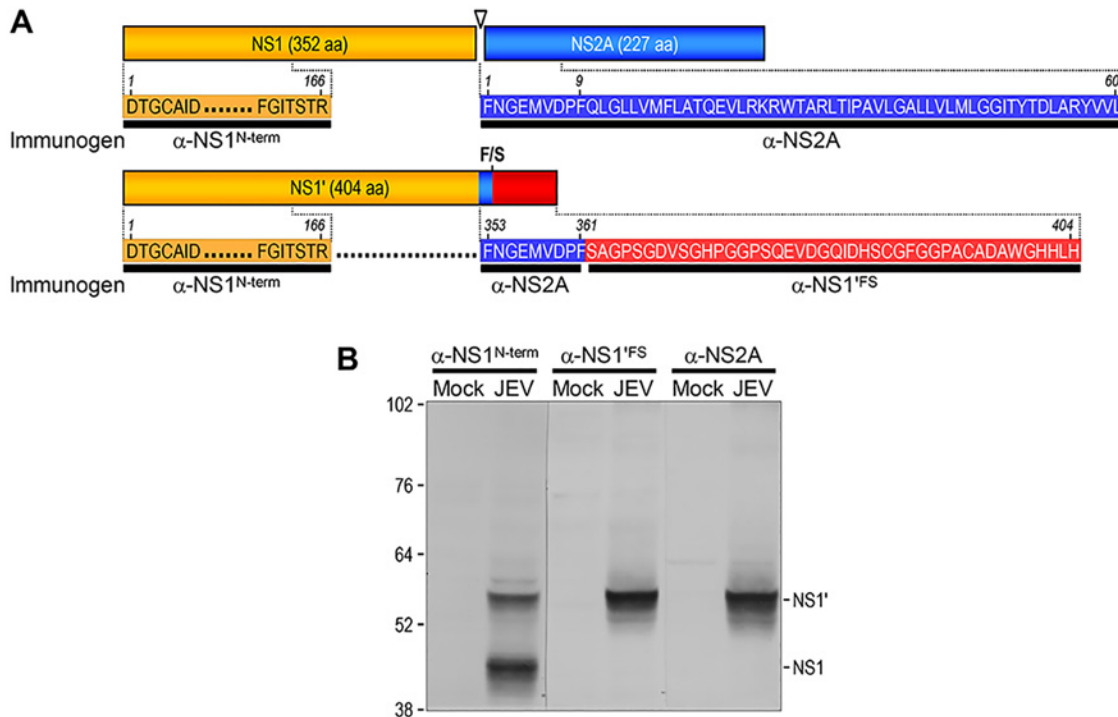 A
NS1 (352 aa) NS2A (227 aa)
1 166 1 9 60
DTGCAID ....... FGITSTR FNGEMVDPFQLGLLVMFLATQEVLRKRWTARLTIPAVLGALLVLMLGGITYTDLARYVVL
Immunogen α-NS1N-term α-NS2A
F/S
NS1' (404 aa)
1 166 353 361 404
DTGCAID ....... FGITSTR FNGEMVDPFSAGPSGDVSGHPGGPSQEVDGQIDHSCGFGGPACADAWGHHLH
Immunogen α-NS1N-term α-NS2A α-NS1'FS
B
α-NS1N-term α-NS1'FS α-NS2A
Mock JEV Mock JEV Mock JEV
102
76
64
NS1'
52
NS1
38